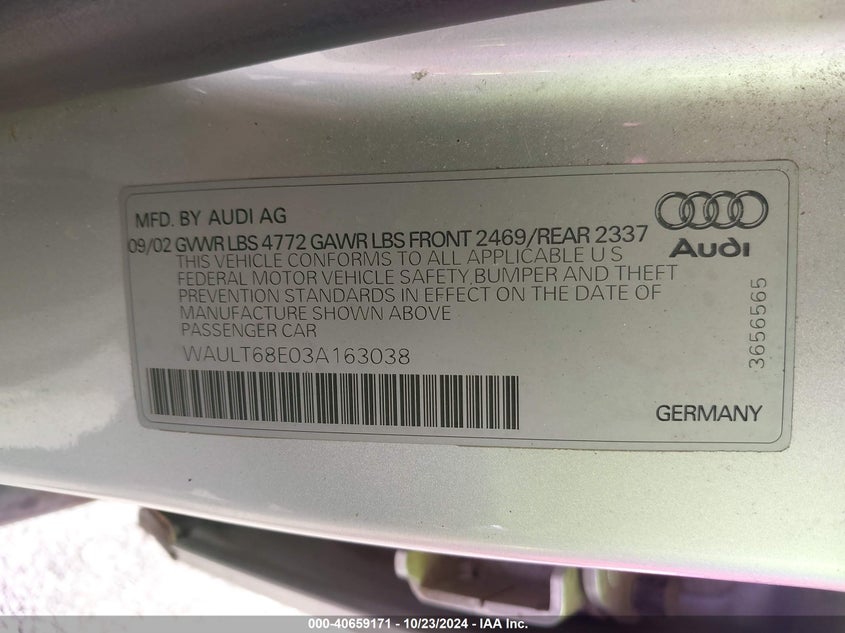 MFD. BY AUDI AG
09/02 GVWR LBS 4772 GAWR LBS FRONT 2469/REAR 2337
THIS VEHICLE CONFORMS TO ALL APPLICABLE U S
FEDERAL MOTOR VEHICLE SAFETY,BUMPER AND THEFT
PREVENTION STANDARDS IN EFFECT ON THE DATE OF
MANUFACTURE SHOWN ABOVE
PASSENGER CAR
WAULT68E03A163038
Audi
3656565
GERMANY
000-40659171 - 10/23/2024 - IAA Inc.